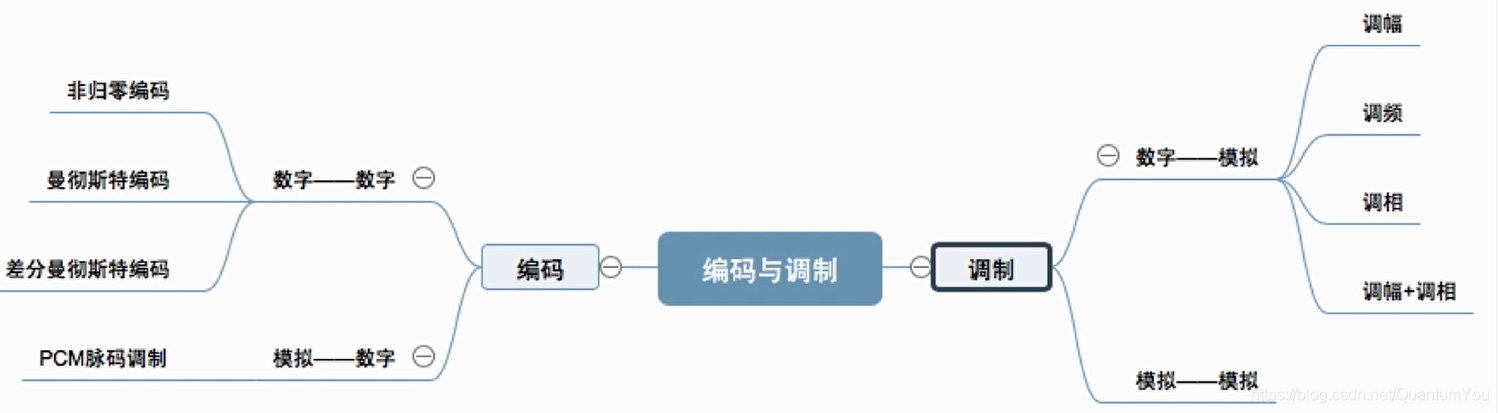 编码与调制
编码
数字——数字
非归零编码
曼彻斯特编码
差分曼彻斯特编码
模拟——数字
PCM脉码调制
调制
数字——模拟
调幅
调频
调相
调幅+调相
模拟——模拟
https://blog.csdn.net/QuantumYou